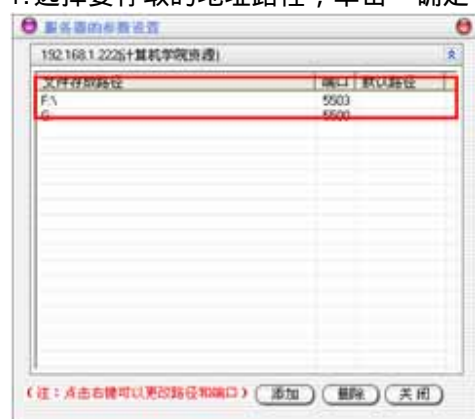 1.选择要存取的地址路径，单击“确定
服务器的参数设置
192.168.1.222(计算机学院资源)
文件存放路径 端口 默认路径
F:\ 5503
G: 5500
(注：点击右键可以更改路径和端口) 添加 删除 关闭